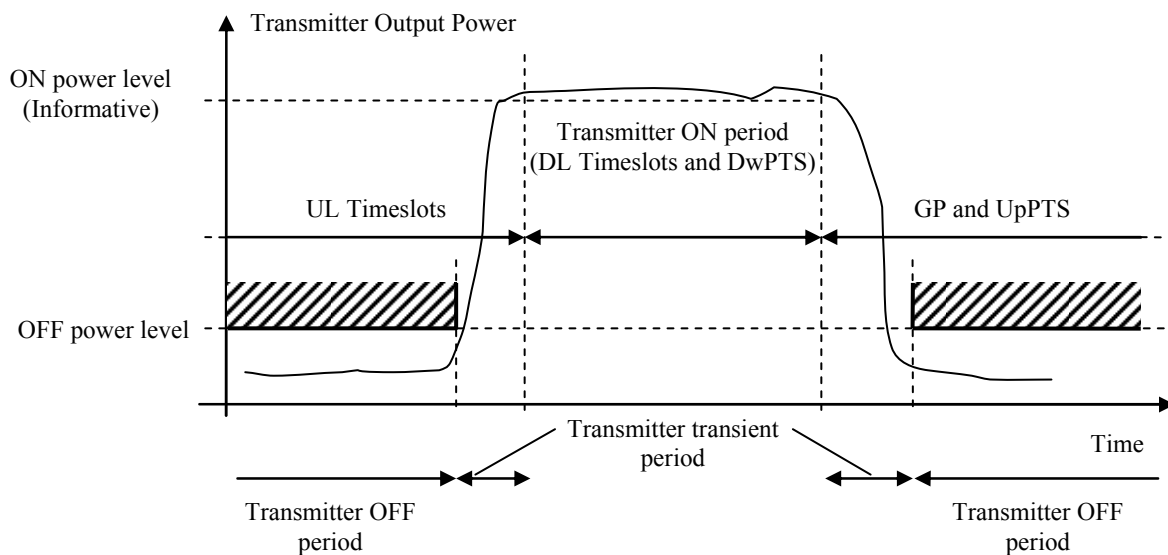 Transmitter Output Power
ON power level
(Informative)
Transmitter ON period
(DL Timeslots and DwPTS)
UL Timeslots
GP and UpPTS
OFF power level
Transmitter transient
period
Time
Transmitter OFF
period
Transmitter OFF
period